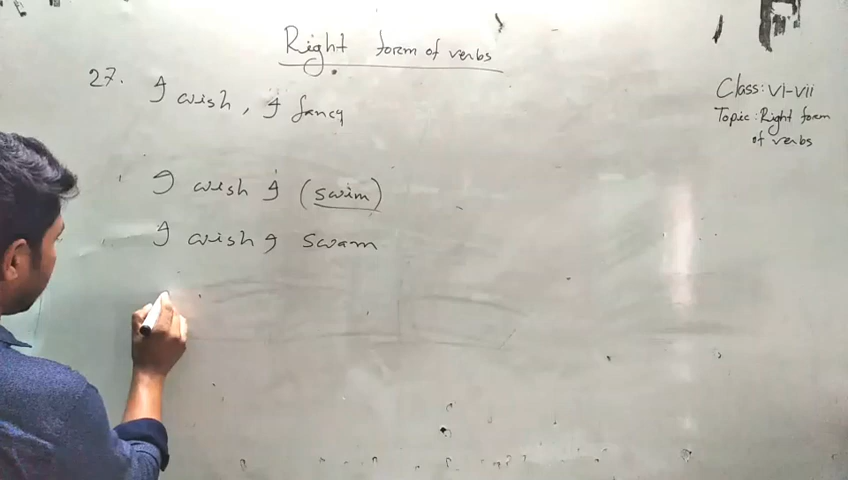 Right form of verbs
27. I wish, I fancy
I wish I (swim)
I wish I swam
Class: VI-VII
Topic: Right form
of verbs